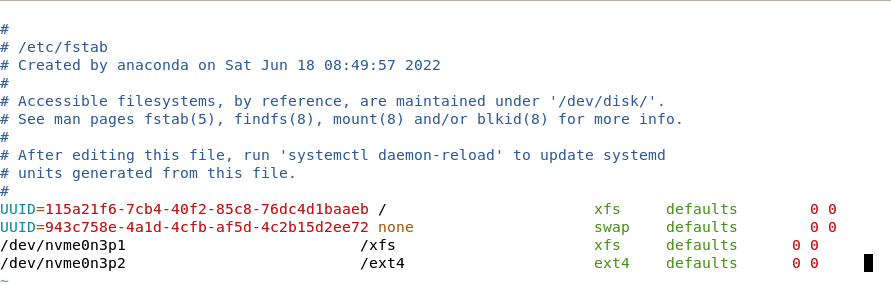 #
# /etc/fstab
# Created by anaconda on Sat Jun 18 08:49:57 2022
#
# Accessible filesystems, by reference, are maintained under '/dev/disk/'.
# See man pages fstab(5), findfs(8), mount(8) and/or blkid(8) for more info.
#
# After editing this file, run 'systemctl daemon-reload' to update systemd
# units generated from this file.
#
UUID=115a21f6-7cb4-40f2-85c8-76dc4d1baaeb /                       xfs     defaults        0 0
UUID=943c758e-4a1d-4cfb-af5d-4c2b15d2ee72 none                    swap    defaults        0 0
/dev/nvme0n3p1                          /xfs                      xfs     defaults      0 0
/dev/nvme0n3p2                          /ext4                     ext4    defaults      0 0
~